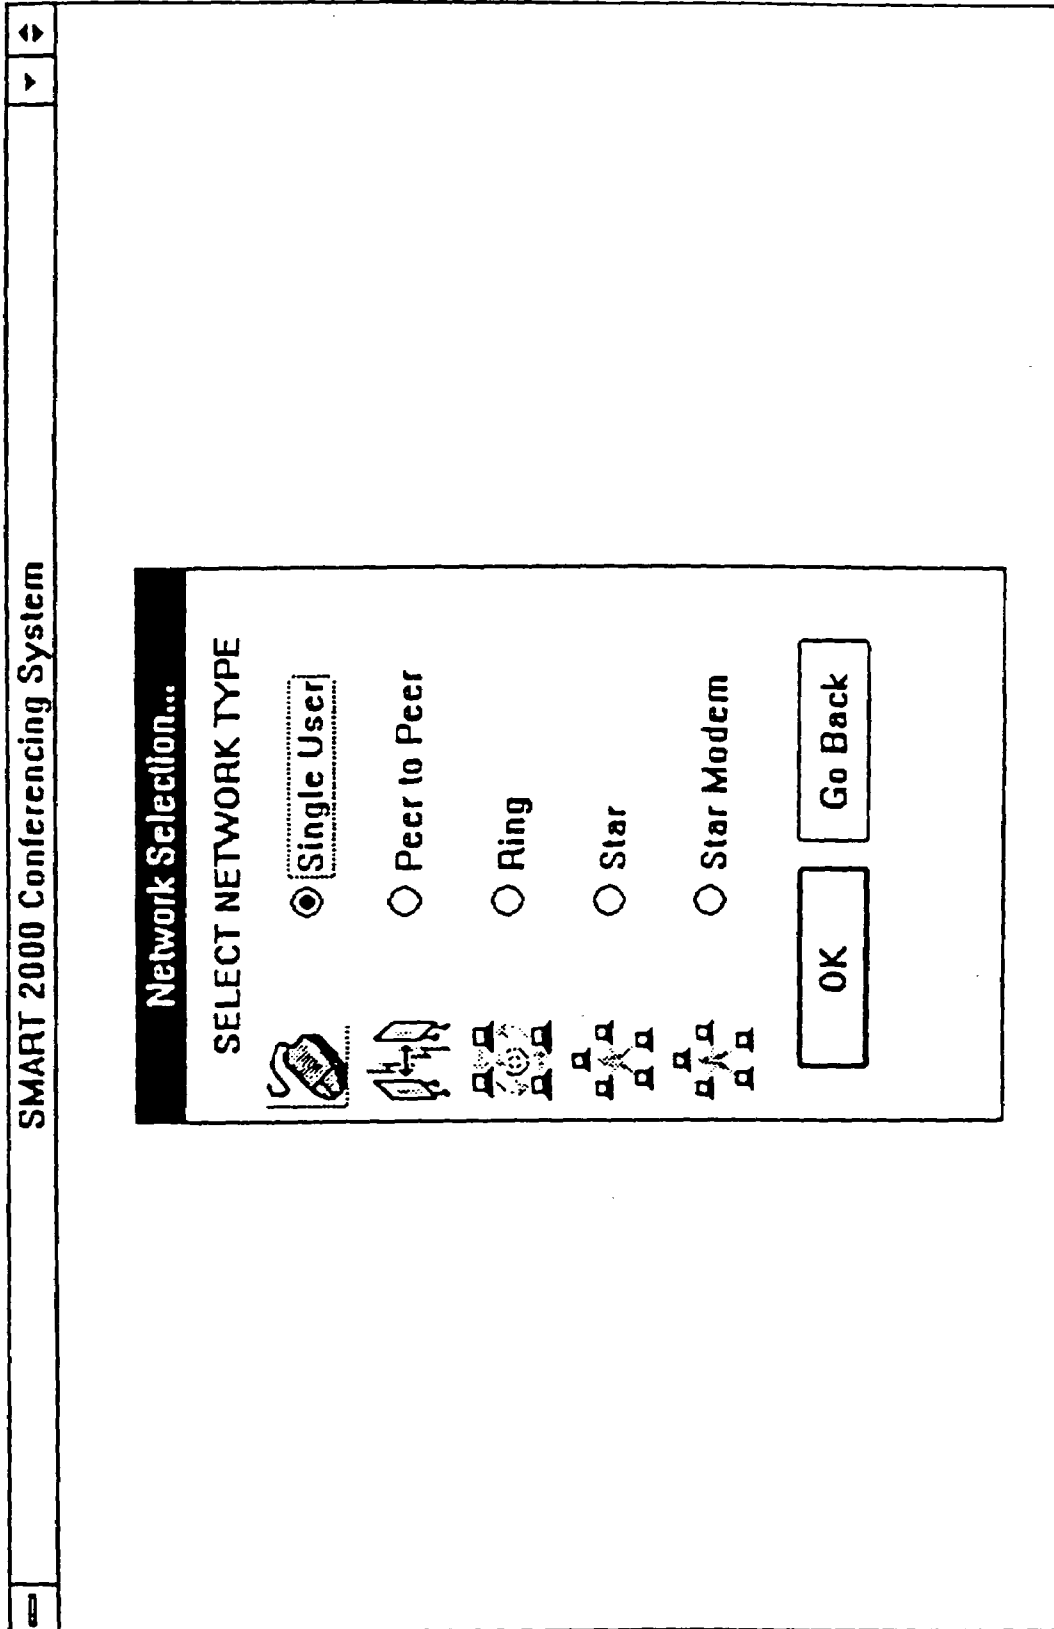 SMART 2000 Conferencing System
Network Selection...
SELECT NETWORK TYPE
Single User
Peer to Peer
Ring
Star
Star Modem
OK
Go Back